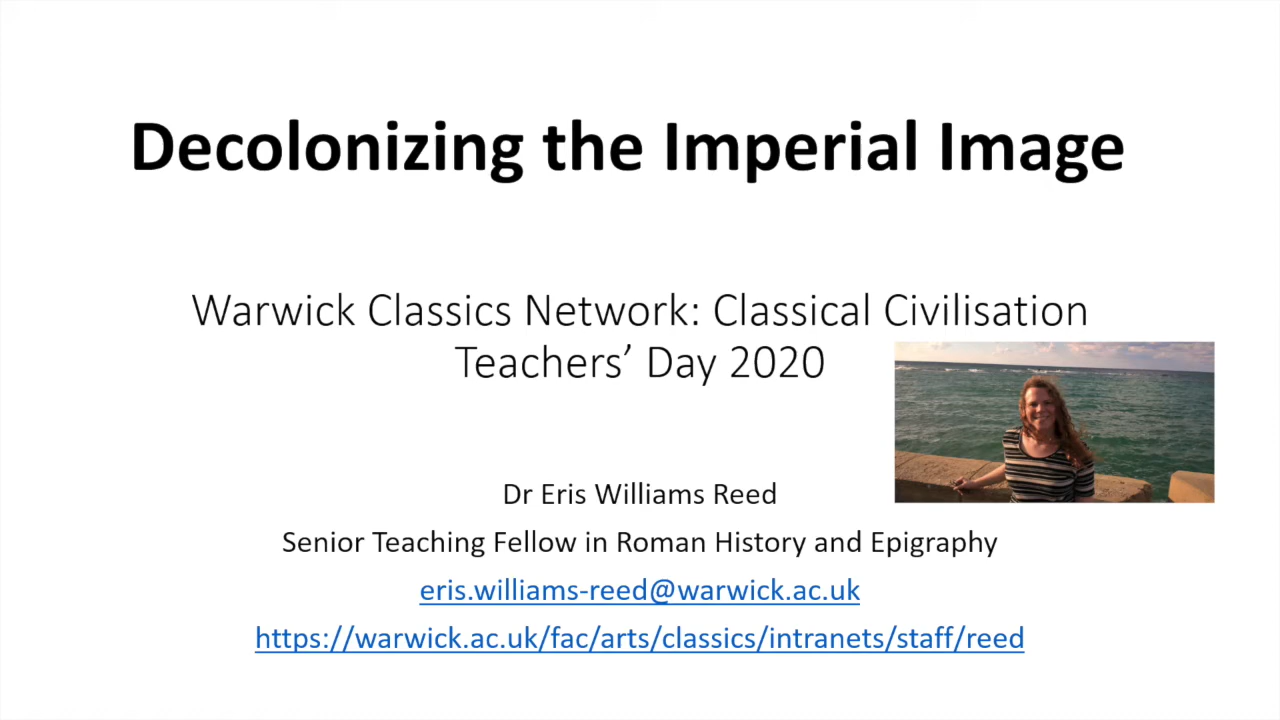 Decolonizing the Imperial Image
Warwick Classics Network: Classical Civilisation
Teachers’ Day 2020
Dr Eris Williams Reed
Senior Teaching Fellow in Roman History and Epigraphy
eris.williams-reed@warwick.ac.uk
https://warwick.ac.uk/fac/arts/classics/intranets/staff/reed